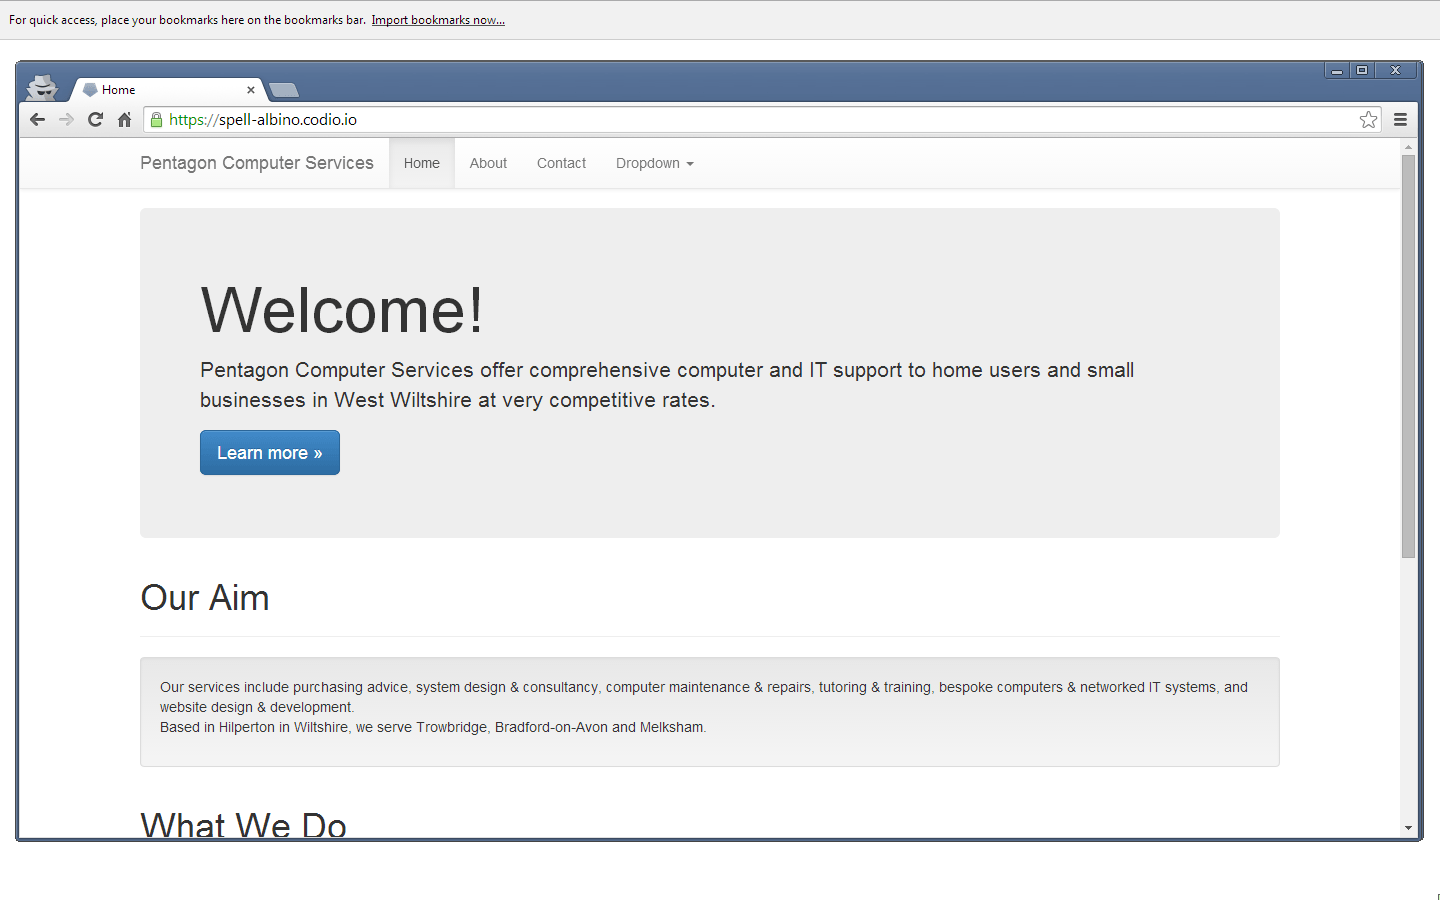 For quick access, place your bookmarks here on the bookmarks bar. Import bookmarks now...
Home
https://spell-albino.codio.io
Pentagon Computer Services Home About Contact Dropdown
Welcome!
Pentagon Computer Services offer comprehensive computer and IT support to home users and small
businesses in West Wiltshire at very competitive rates.
Learn more »
Our Aim
Our services include purchasing advice, system design & consultancy, computer maintenance & repairs, tutoring & training, bespoke computers & networked IT systems, and
website design & development.
Based in Hilperton in Wiltshire, we serve Trowbridge, Bradford-on-Avon and Melksham.
What We Do